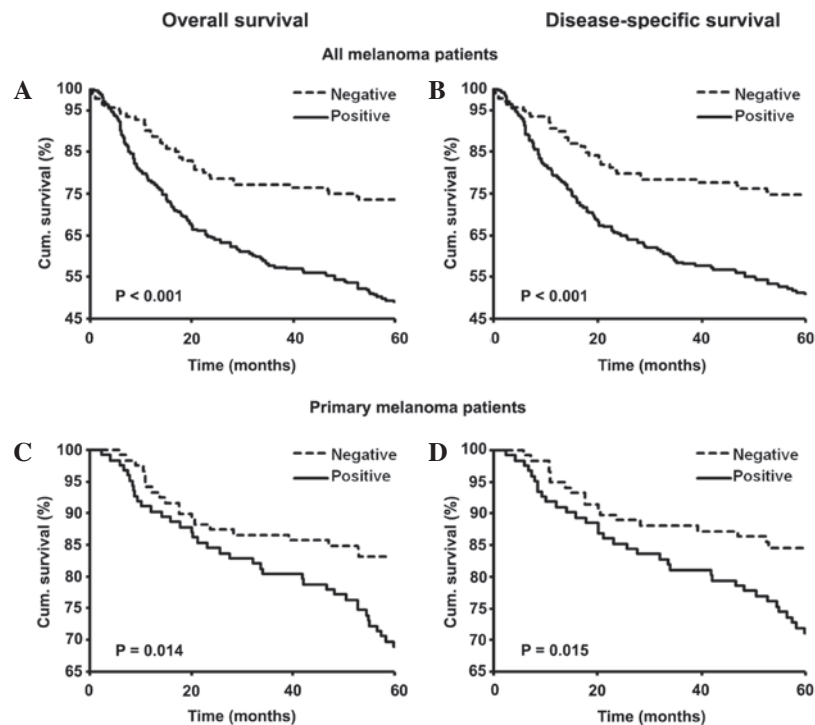 Overall survival
Disease-specific survival
All melanoma patients
A
100
95
85
75
65
55
45
Cum. survival (%)
Negative
Positive
P < 0.001
0
20
40
60
Time (months)
B
100
95
85
75
65
55
45
Cum. survival (%)
Negative
Positive
P < 0.001
0
20
40
60
Time (months)
Primary melanoma patients
C
100
95
90
85
80
75
70
65
Cum. survival (%)
Negative
Positive
P = 0.014
0
20
40
60
Time (months)
D
100
95
90
85
80
75
70
65
Cum. survival (%)
Negative
Positive
P = 0.015
0
20
40
60
Time (months)